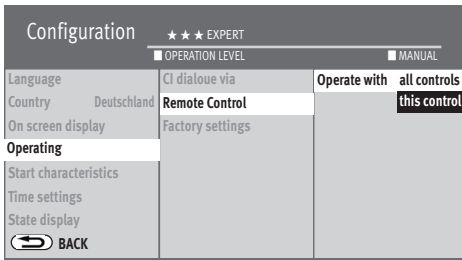 Configuration
★ ★ ★ EXPERT
OPERATION LEVEL
MANUAL
Language
Country Deutschland
On screen display
Operating
Start characteristics
Time settings
State display
BACK
CI dialoue via
Remote Control
Factory settings
Operate with all controls
this control